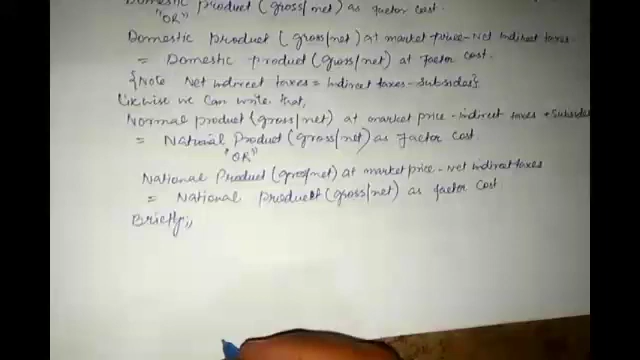 Domestic product (gross/net) as factor cost.
"OR"
Domestic product (gross/net) at market price - Net indirect taxes
= Domestic product (gross/net) at factor cost.
{Note Net indirect taxes = Indirect taxes - subsides}
Likewise we can write that,
Normal product (gross/net) at market price - indirect taxes + subsides
= National Product (gross/net) as factor cost
"OR"
National Product (gross/net) at market price - Net indirect taxes
= National product (gross/net) as factor cost
Briefly,,